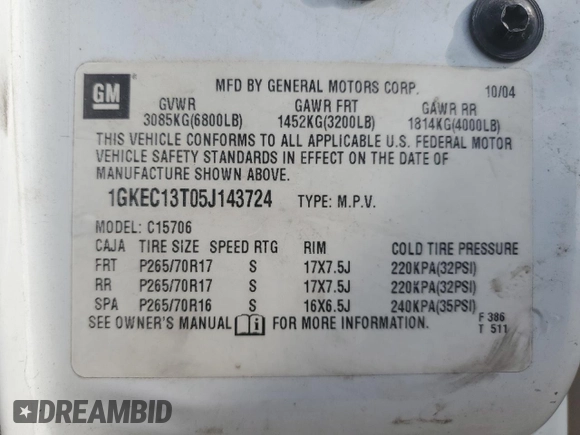 GM
MFD BY GENERAL MOTORS CORP. 10/04
GVWR GAWR FRT GAWR RR
3085KG(6800LB) 1452KG(3200LB) 1814KG(4000LB)
THIS VEHICLE CONFORMS TO ALL APPLICABLE U.S. FEDERAL MOTOR
VEHICLE SAFETY STANDARDS IN EFFECT ON THE DATE OF
MANUFACTURE SHOWN ABOVE.
1GKEC13T05J143724 TYPE: M.P.V.
MODEL: C15706
CAJA TIRE SIZE SPEED RTG RIM COLD TIRE PRESSURE
FRT P265/70R17 S 17X7.5J 220KPA(32PSI)
RR P265/70R17 S 17X7.5J 220KPA(32PSI)
SPA P265/70R16 S 16X6.5J 240KPA(35PSI)
SEE OWNER'S MANUAL i FOR MORE INFORMATION.
F 386
T 511
DREAMBID